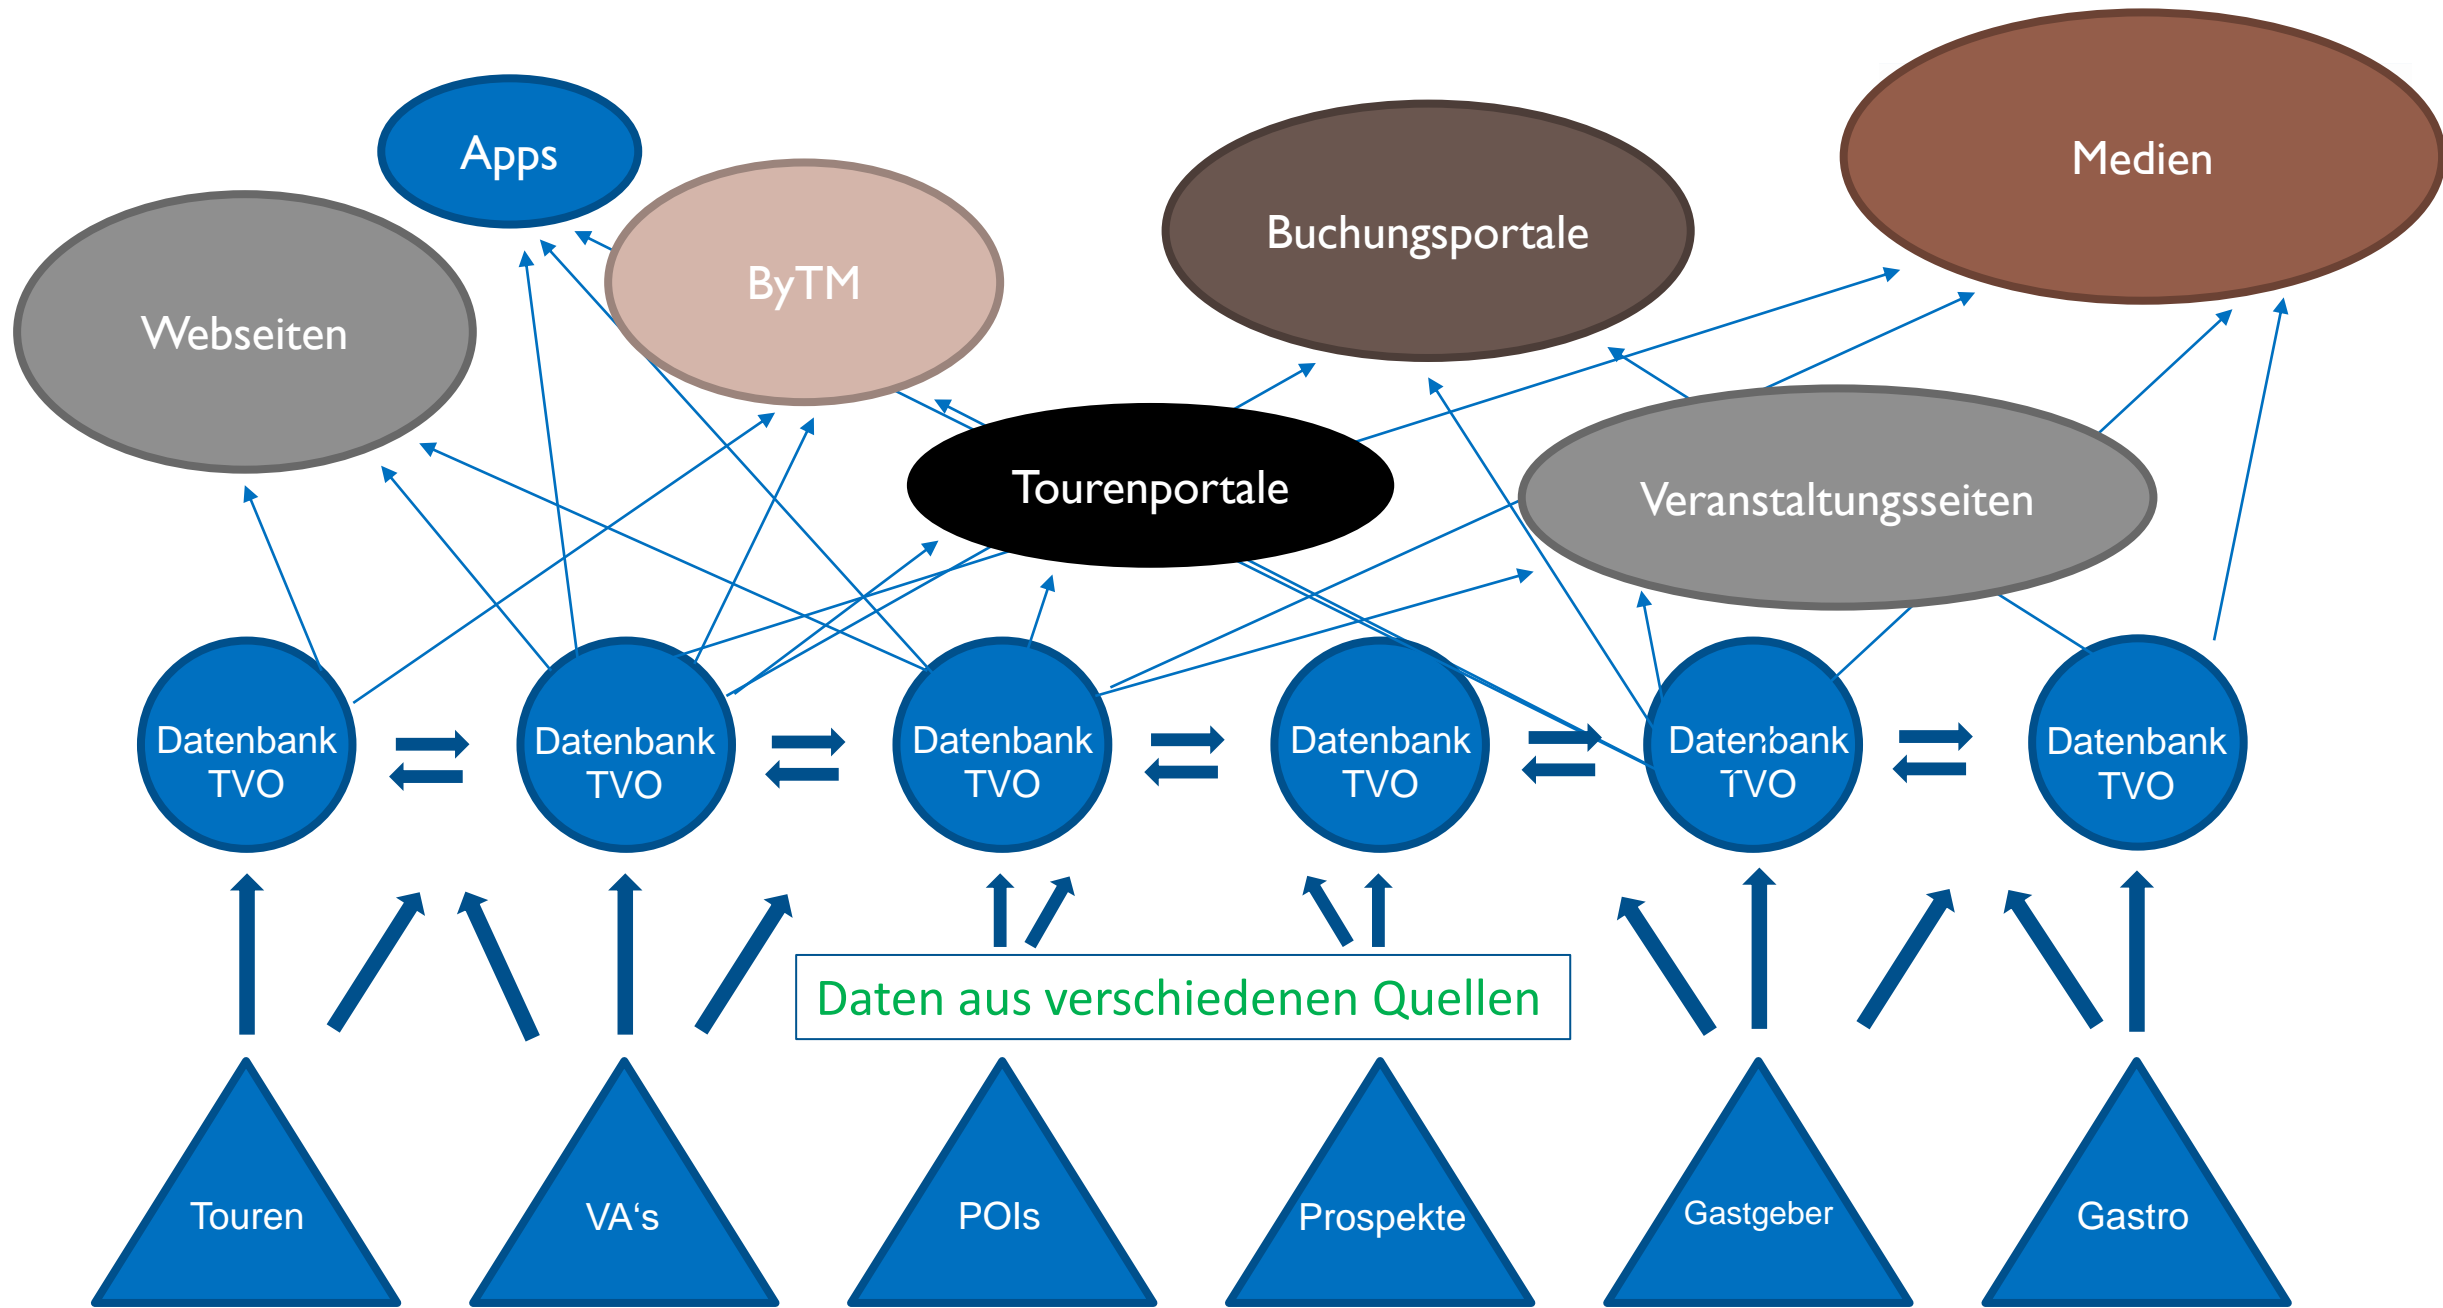 Apps
Medien
Buchungsportale
ByTM
Webseiten
Tourenportale
Veranstaltungsseiten
Datenbank
TVO
Datenbank
TVO
Datenbank
TVO
Datenbank
TVO
Datenbank
TVO
Datenbank
TVO
Daten aus verschiedenen Quellen
Touren
VA‘s
POIs
Prospekte
Gastgeber
Gastro